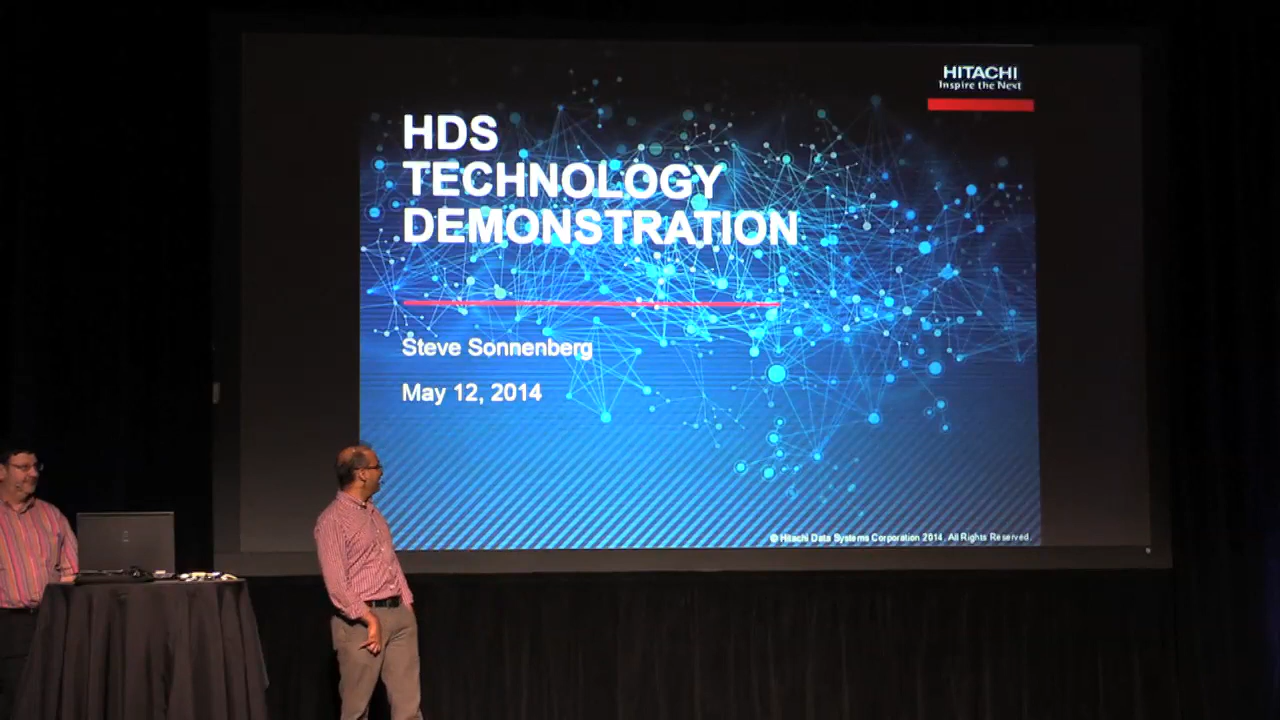 HITACHI
Inspire the Next
HDS
TECHNOLOGY
DEMONSTRATION
Steve Sonnenberg
May 12, 2014
© Hitachi Data Systems Corporation 2014. All Rights Reserved.